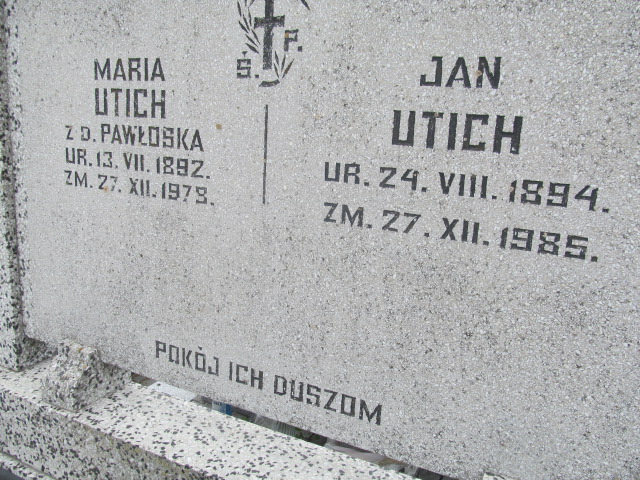 Ś. P.
MARIA
UTICH
Z D. PAWŁOSKA
UR. 13. VII. 1892.
ZM. 27. XII. 1978.
JAN
UTICH
UR. 24. VIII. 1894.
ZM. 27. XII. 1985.
POKÓJ ICH DUSZOM